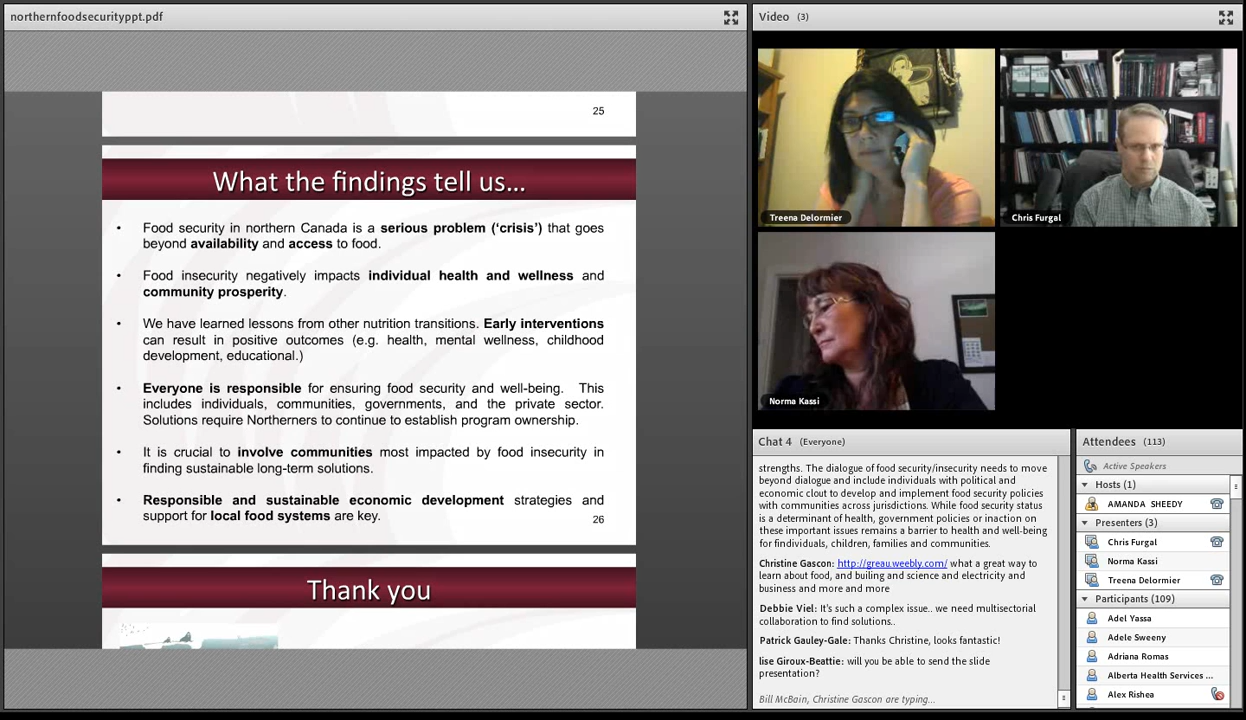 northernfoodsecurityppt.pdf
25
What the findings tell us...
• Food security in northern Canada is a serious problem (‘crisis’) that goes
beyond availability and access to food.
• Food insecurity negatively impacts individual health and wellness and
community prosperity.
• We have learned lessons from other nutrition transitions. Early interventions
can result in positive outcomes (e.g. health, mental wellness, childhood
development, educational.)
• Everyone is responsible for ensuring food security and well-being. This
includes individuals, communities, governments, and the private sector.
Solutions require Northerners to continue to establish program ownership.
• It is crucial to involve communities most impacted by food insecurity in
finding sustainable long-term solutions.
• Responsible and sustainable economic development strategies and
support for local food systems are key.
26
Thank you
Video (3)
Treena Delormier
Chris Furgal
Norma Kassi
Chat 4 (Everyone)
strengths. The dialogue of food security/insecurity needs to move
beyond dialogue and include individuals with political and
economic clout to develop and implement food security policies
with communities across jurisdictions. While food security status
is a determinant of health, government policies or inaction on
these important issues remains a barrier to health and well-being
for findividuals, children, families and communities.
Christine Gascon: http://greau.weebly.com/ what a great way to
learn about food, and builing and science and electricity and
business and more and more
Debbie Viel: It's such a complex issue.. we need multisectorial
collaboration to find solutions..
Patrick Gauley-Gale: Thanks Christine, looks fantastic!
lise Giroux-Beattie: will you be able to send the slide
presentation?
Bill McBain, Christine Gascon are typing...
Attendees (113)
Active Speakers
Hosts (1)
AMANDA SHEEDY
Presenters (3)
Chris Furgal
Norma Kassi
Treena Delormier
Participants (109)
Adel Yassa
Adele Sweeny
Adriana Romas
Alberta Health Services ...
Alex Rishea